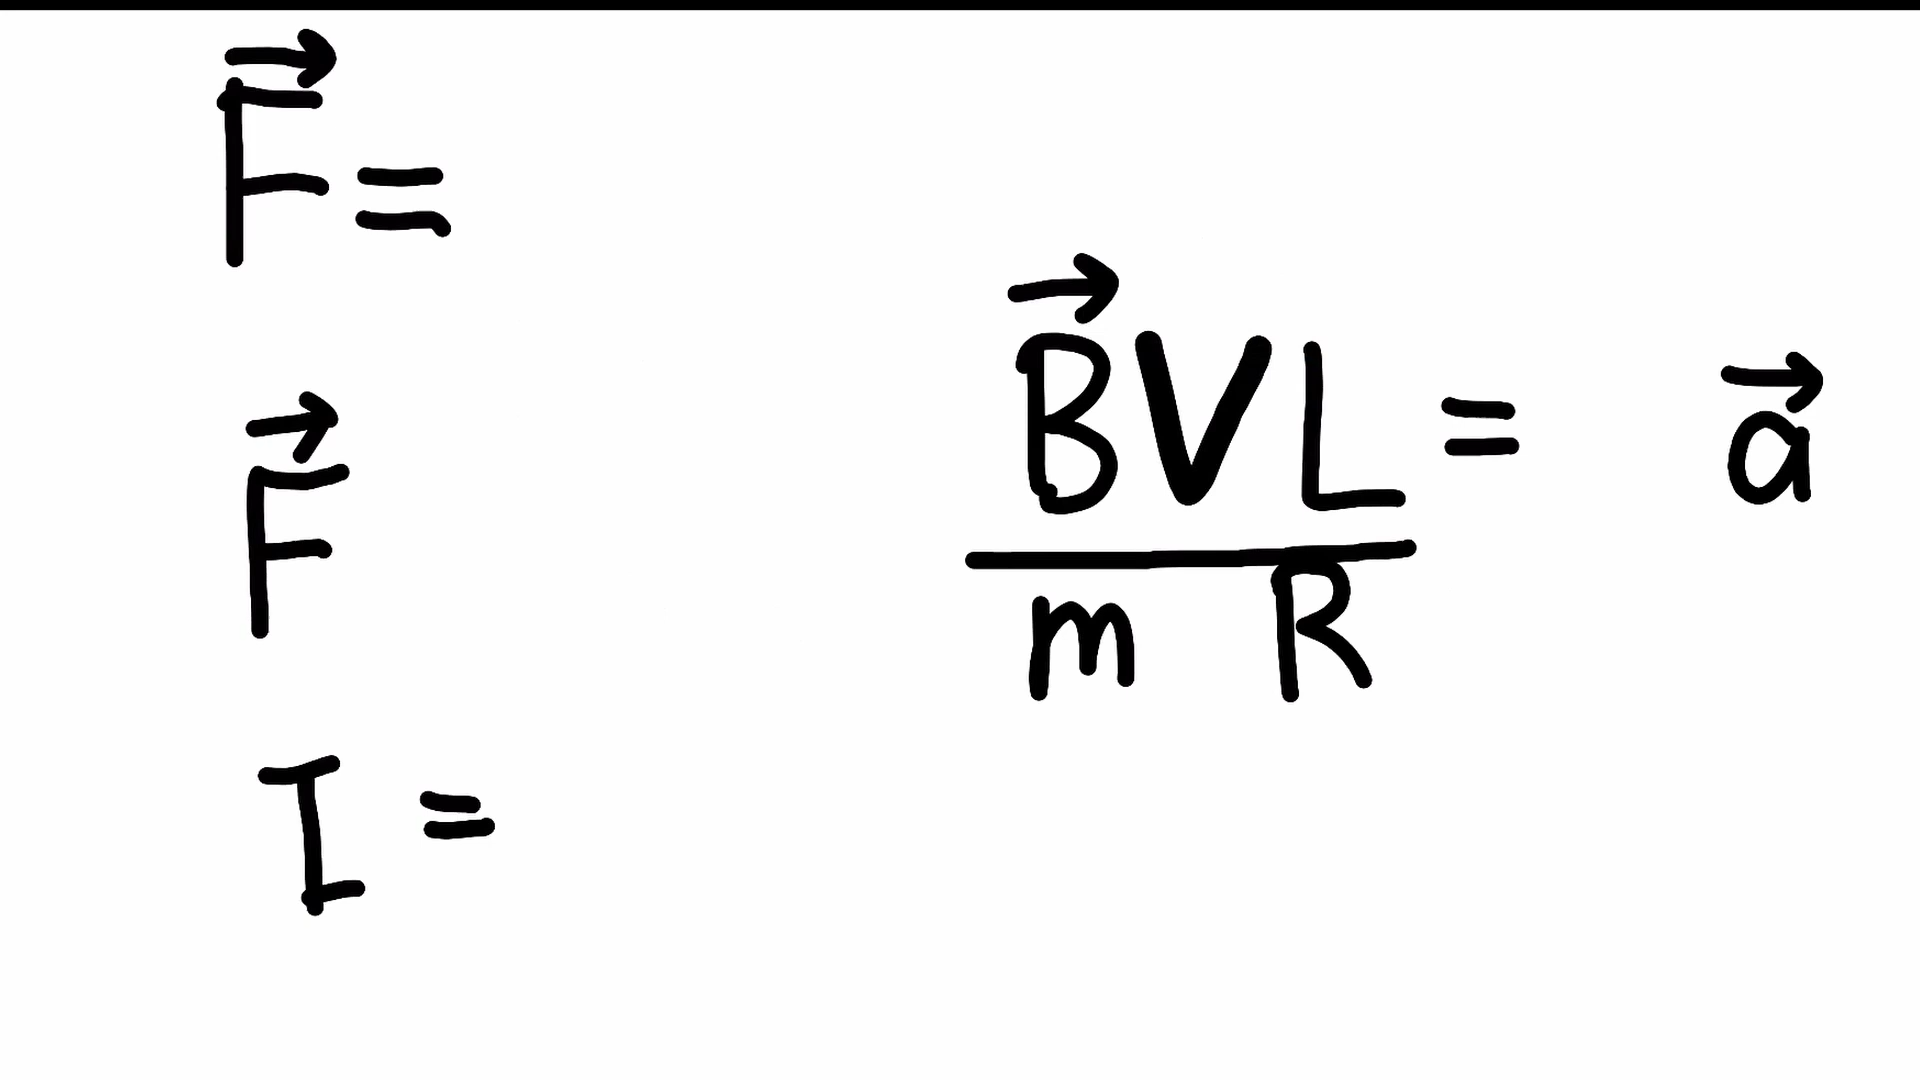 F⃗ =
B⃗VL / m R = a⃗
F⃗
I =